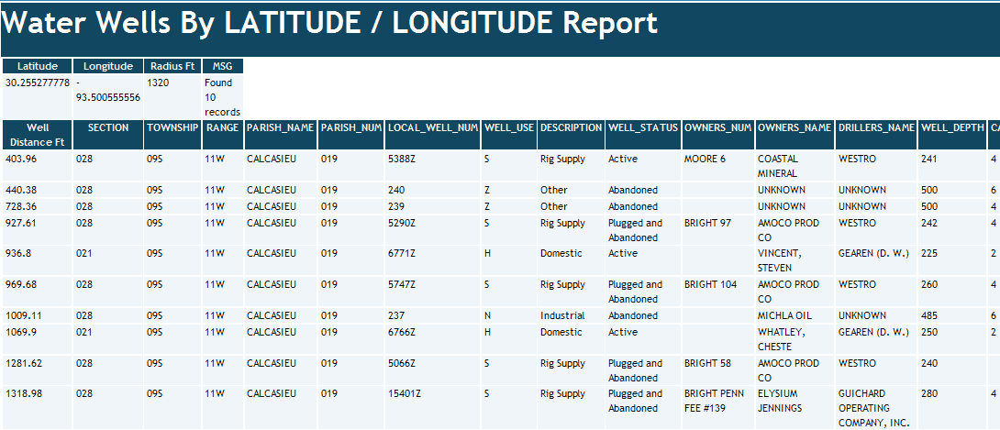 Water Wells By LATITUDE / LONGITUDE Report
Latitude Longitude Radius Ft MSG
30.255277778 - 1320 Found
93.500555556 10
records
Well SECTION TOWNSHIP RANGE PARISH_NAME PARISH_NUM LOCAL_WELL_NUM WELL_USE DESCRIPTION WELL_STATUS OWNERS_NUM OWNERS_NAME DRILLERS_NAME WELL_DEPTH CA
Distance Ft
403.96 028 09S 11W CALCASIEU 019 5388Z S Rig Supply Active MOORE 6 COASTAL WESTRO 241 4
MINERAL
440.38 028 09S 11W CALCASIEU 019 240 Z Other Abandoned UNKNOWN UNKNOWN 500 6
728.36 028 09S 11W CALCASIEU 019 239 Z Other Abandoned UNKNOWN UNKNOWN 500 4
927.61 028 09S 11W CALCASIEU 019 5290Z S Rig Supply Plugged and BRIGHT 97 AMOCO PROD WESTRO 242 4
Abandoned CO
936.8 021 09S 11W CALCASIEU 019 6771Z H Domestic Active VINCENT, GEAREN (D. W.) 225 2
STEVEN
969.68 028 09S 11W CALCASIEU 019 5747Z S Rig Supply Plugged and BRIGHT 104 AMOCO PROD WESTRO 260 4
Abandoned CO
1009.11 028 09S 11W CALCASIEU 019 237 N Industrial Abandoned MICHLA OIL UNKNOWN 485 6
1069.9 021 09S 11W CALCASIEU 019 6766Z H Domestic Active WHATLEY, GEAREN (D. W.) 250 2
CHESTE
1281.62 028 09S 11W CALCASIEU 019 5066Z S Rig Supply Plugged and BRIGHT 58 AMOCO PROD WESTRO 240
Abandoned CO
1318.98 028 09S 11W CALCASIEU 019 15401Z S Rig Supply Plugged and BRIGHT PENN ELYSIUM GUICHARD 280 4
Abandoned FEE #139 JENNINGS OPERATING
COMPANY, INC.